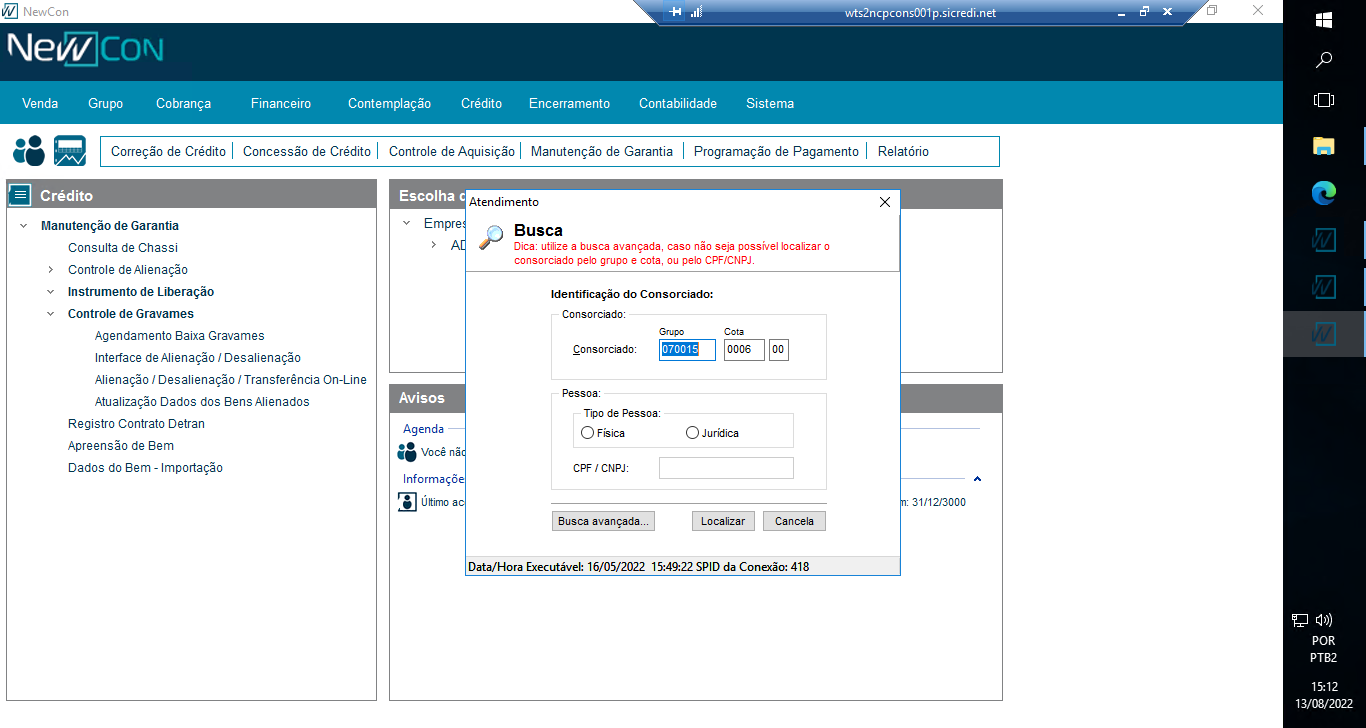 NewCon
wts2ncpcons001p.sicredi.net
NeWCON
Venda Grupo Cobrança Financeiro Contemplação Crédito Encerramento Contabilidade Sistema
Correção de Crédito Concessão de Crédito Controle de Aquisição Manutenção de Garantia Programação de Pagamento Relatório
Crédito
Manutenção de Garantia
Consulta de Chassi
Controle de Alienação
Instrumento de Liberação
Controle de Gravames
Agendamento Baixa Gravames
Interface de Alienação / Desalienação
Alienação / Desalienação / Transferência On-Line
Atualização Dados dos Bens Alienados
Registro Contrato Detran
Apreensão de Bem
Dados do Bem - Importação
Escolha
Avisos
Agenda
Você não
Último
31/12/3000
Atendimento
Busca
Dica: utilize a busca avançada, caso não seja possível localizar o
consorciado pelo grupo e cota, ou pelo CPF/CNPJ.
Identificação do Consorciado:
Consorciado:
Grupo Cota
Consorciado: 070015 0006 00
Pessoa:
Tipo de Pessoa:
Física Jurídica
CPF / CNPJ:
Busca avançada... Localizar Cancela
Data/Hora Executável: 16/05/2022 15:49:22 SPID da Conexão: 418
POR
PTB2
15:12
13/08/2022